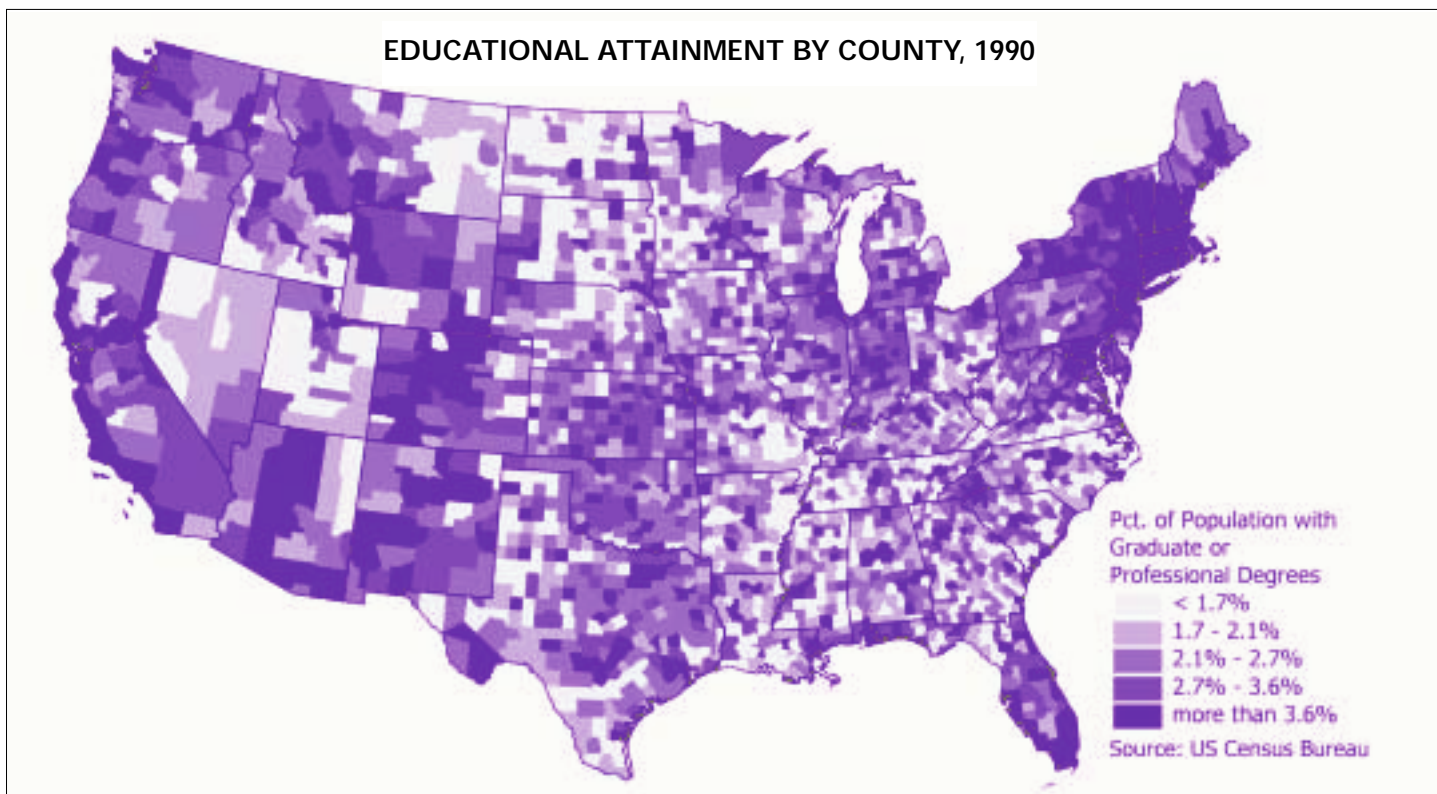 EDUCATIONAL ATTAINMENT BY COUNTY, 1990
Pct. of Population with
Graduate or
Professional Degrees
< 1.7%
1.7 - 2.1%
2.1% - 2.7%
2.7% - 3.6%
more than 3.6%
Source: US Census Bureau